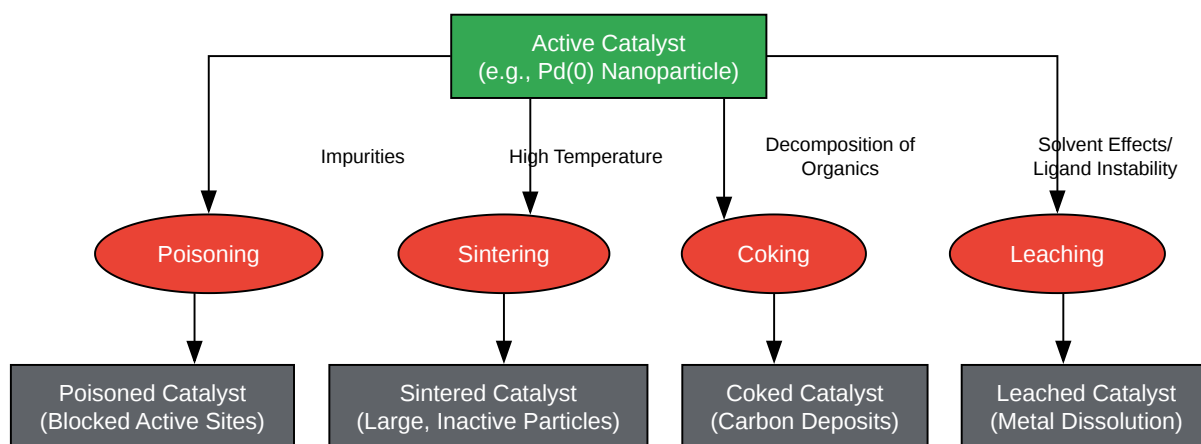 Active Catalyst
(e.g., Pd(0) Nanoparticle)
Impurities
High Temperature
Decomposition of
Organics
Solvent Effects/
Ligand Instability
Poisoning
Sintering
Coking
Leaching
Poisoned Catalyst
(Blocked Active Sites)
Sintered Catalyst
(Large, Inactive Particles)
Coked Catalyst
(Carbon Deposits)
Leached Catalyst
(Metal Dissolution)